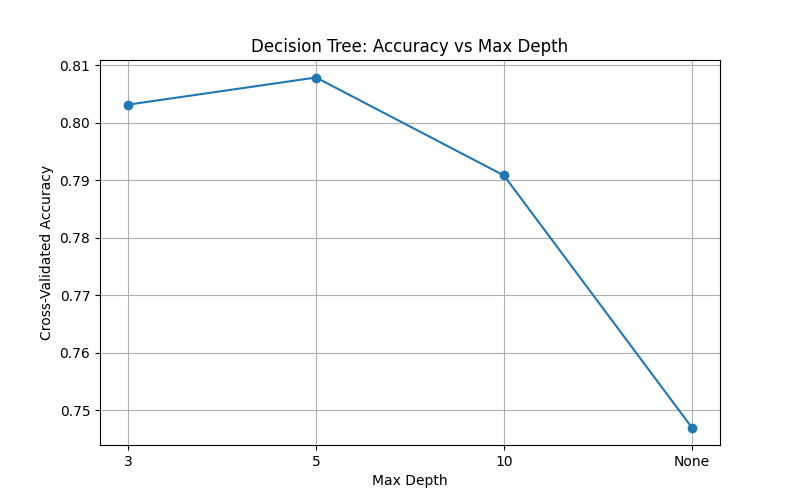 Decision Tree: Accuracy vs Max Depth
0.81
0.80
0.79
0.78
0.77
0.76
0.75
Cross-Validated Accuracy
3 5 10 None
Max Depth